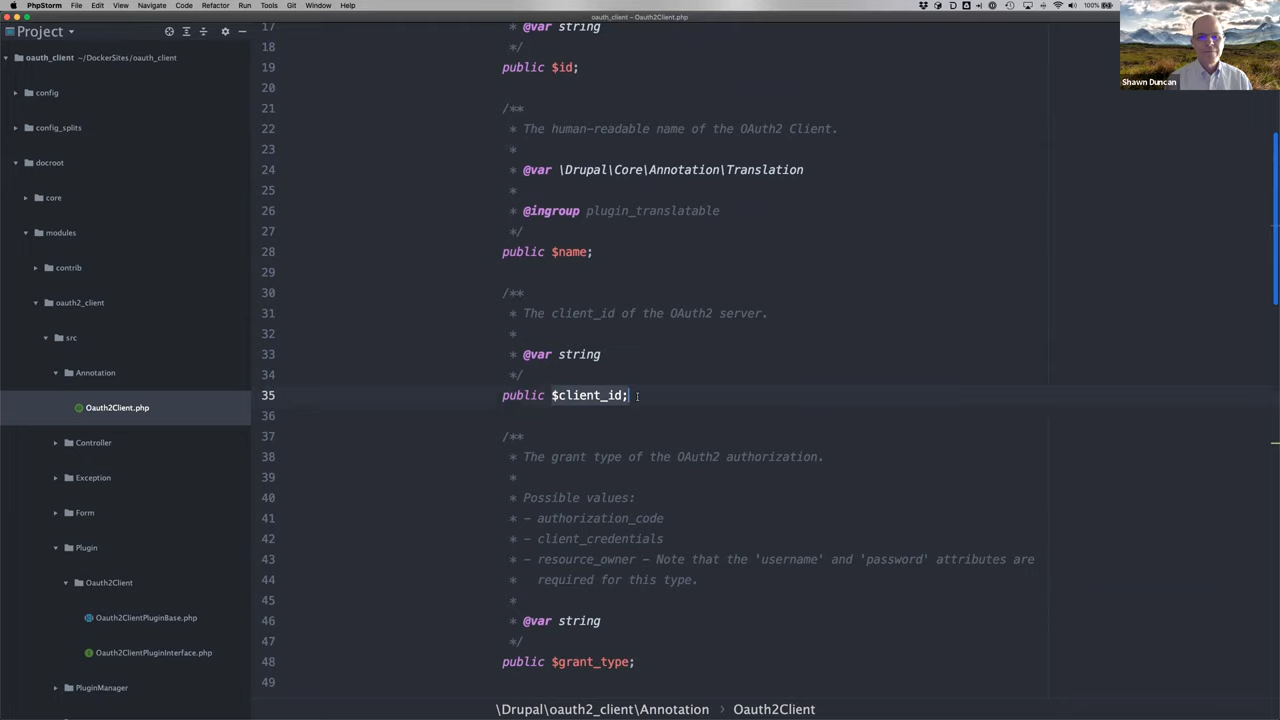 PhpStorm File Edit View Navigate Code Refactor Run Tools Git Window Help
100%
oauth_client – Oauth2Client.php
Project
oauth_client ~/DockerSites/oauth_client
config
config_splits
docroot
core
modules
contrib
oauth2_client
src
Annotation
Oauth2Client.php
Controller
Exception
Form
Plugin
Oauth2Client
Oauth2ClientPluginBase.php
Oauth2ClientPluginInterface.php
PluginManager
17 * @var string
18 */
19 public $id;
20
21 /**
22 * The human-readable name of the OAuth2 Client.
23 *
24 * @var \Drupal\Core\Annotation\Translation
25 *
26 * @ingroup plugin_translatable
27 */
28 public $name;
29
30 /**
31 * The client_id of the OAuth2 server.
32 *
33 * @var string
34 */
35 public $client_id;
36
37 /**
38 * The grant type of the OAuth2 authorization.
39 *
40 * Possible values:
41 * - authorization_code
42 * - client_credentials
43 * - resource_owner - Note that the 'username' and 'password' attributes are
44 * required for this type.
45 *
46 * @var string
47 */
48 public $grant_type;
49
\Drupal\oauth2_client\Annotation > OAuth2Client
Shawn Duncan